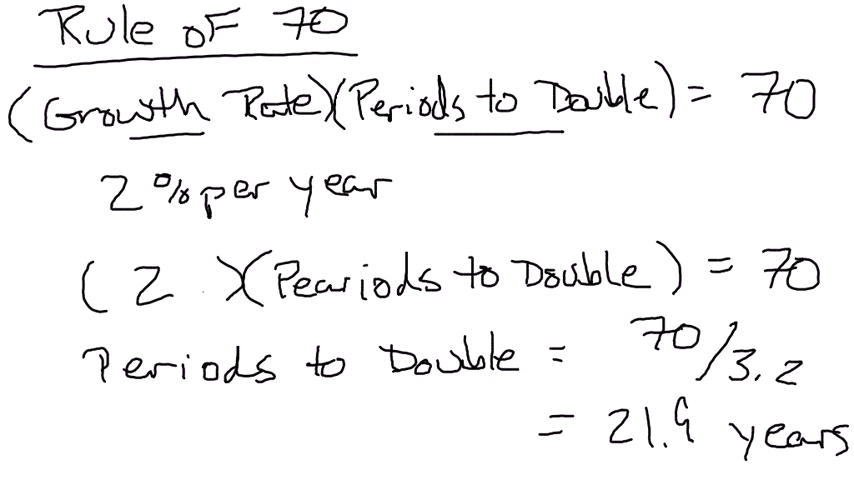 Rule of 70
(Growth Rate)(Periods to Double) = 70
2% per year
(2)(Peariods to Double) = 70
Periods to Double = 70/3.2
= 21.9 years